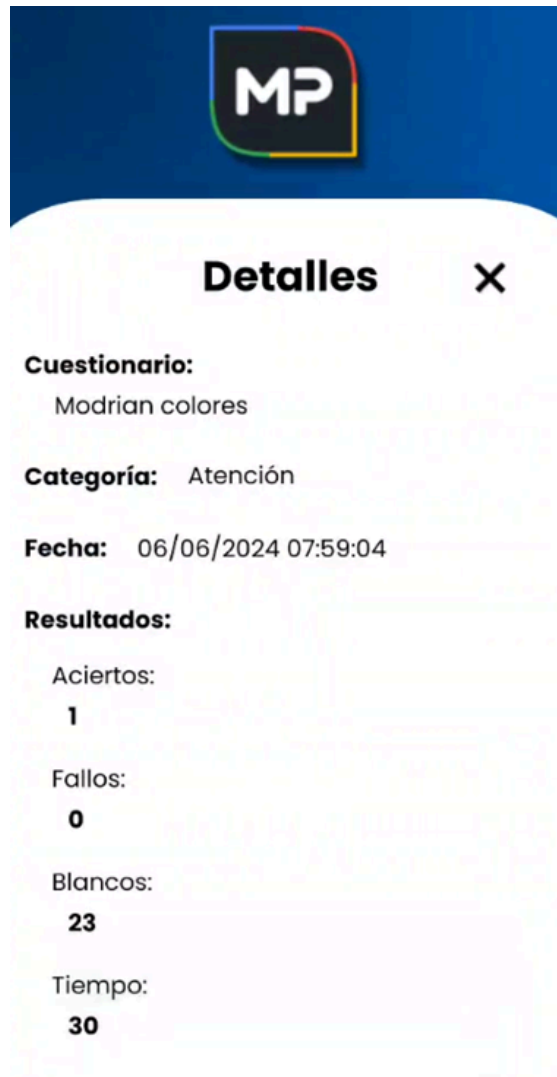 MP
Detalles X
Cuestionario:
Modrian colores
Categoría: Atención
Fecha: 06/06/2024 07:59:04
Resultados:
Aciertos:
1
Fallos:
0
Blancos:
23
Tiempo:
30